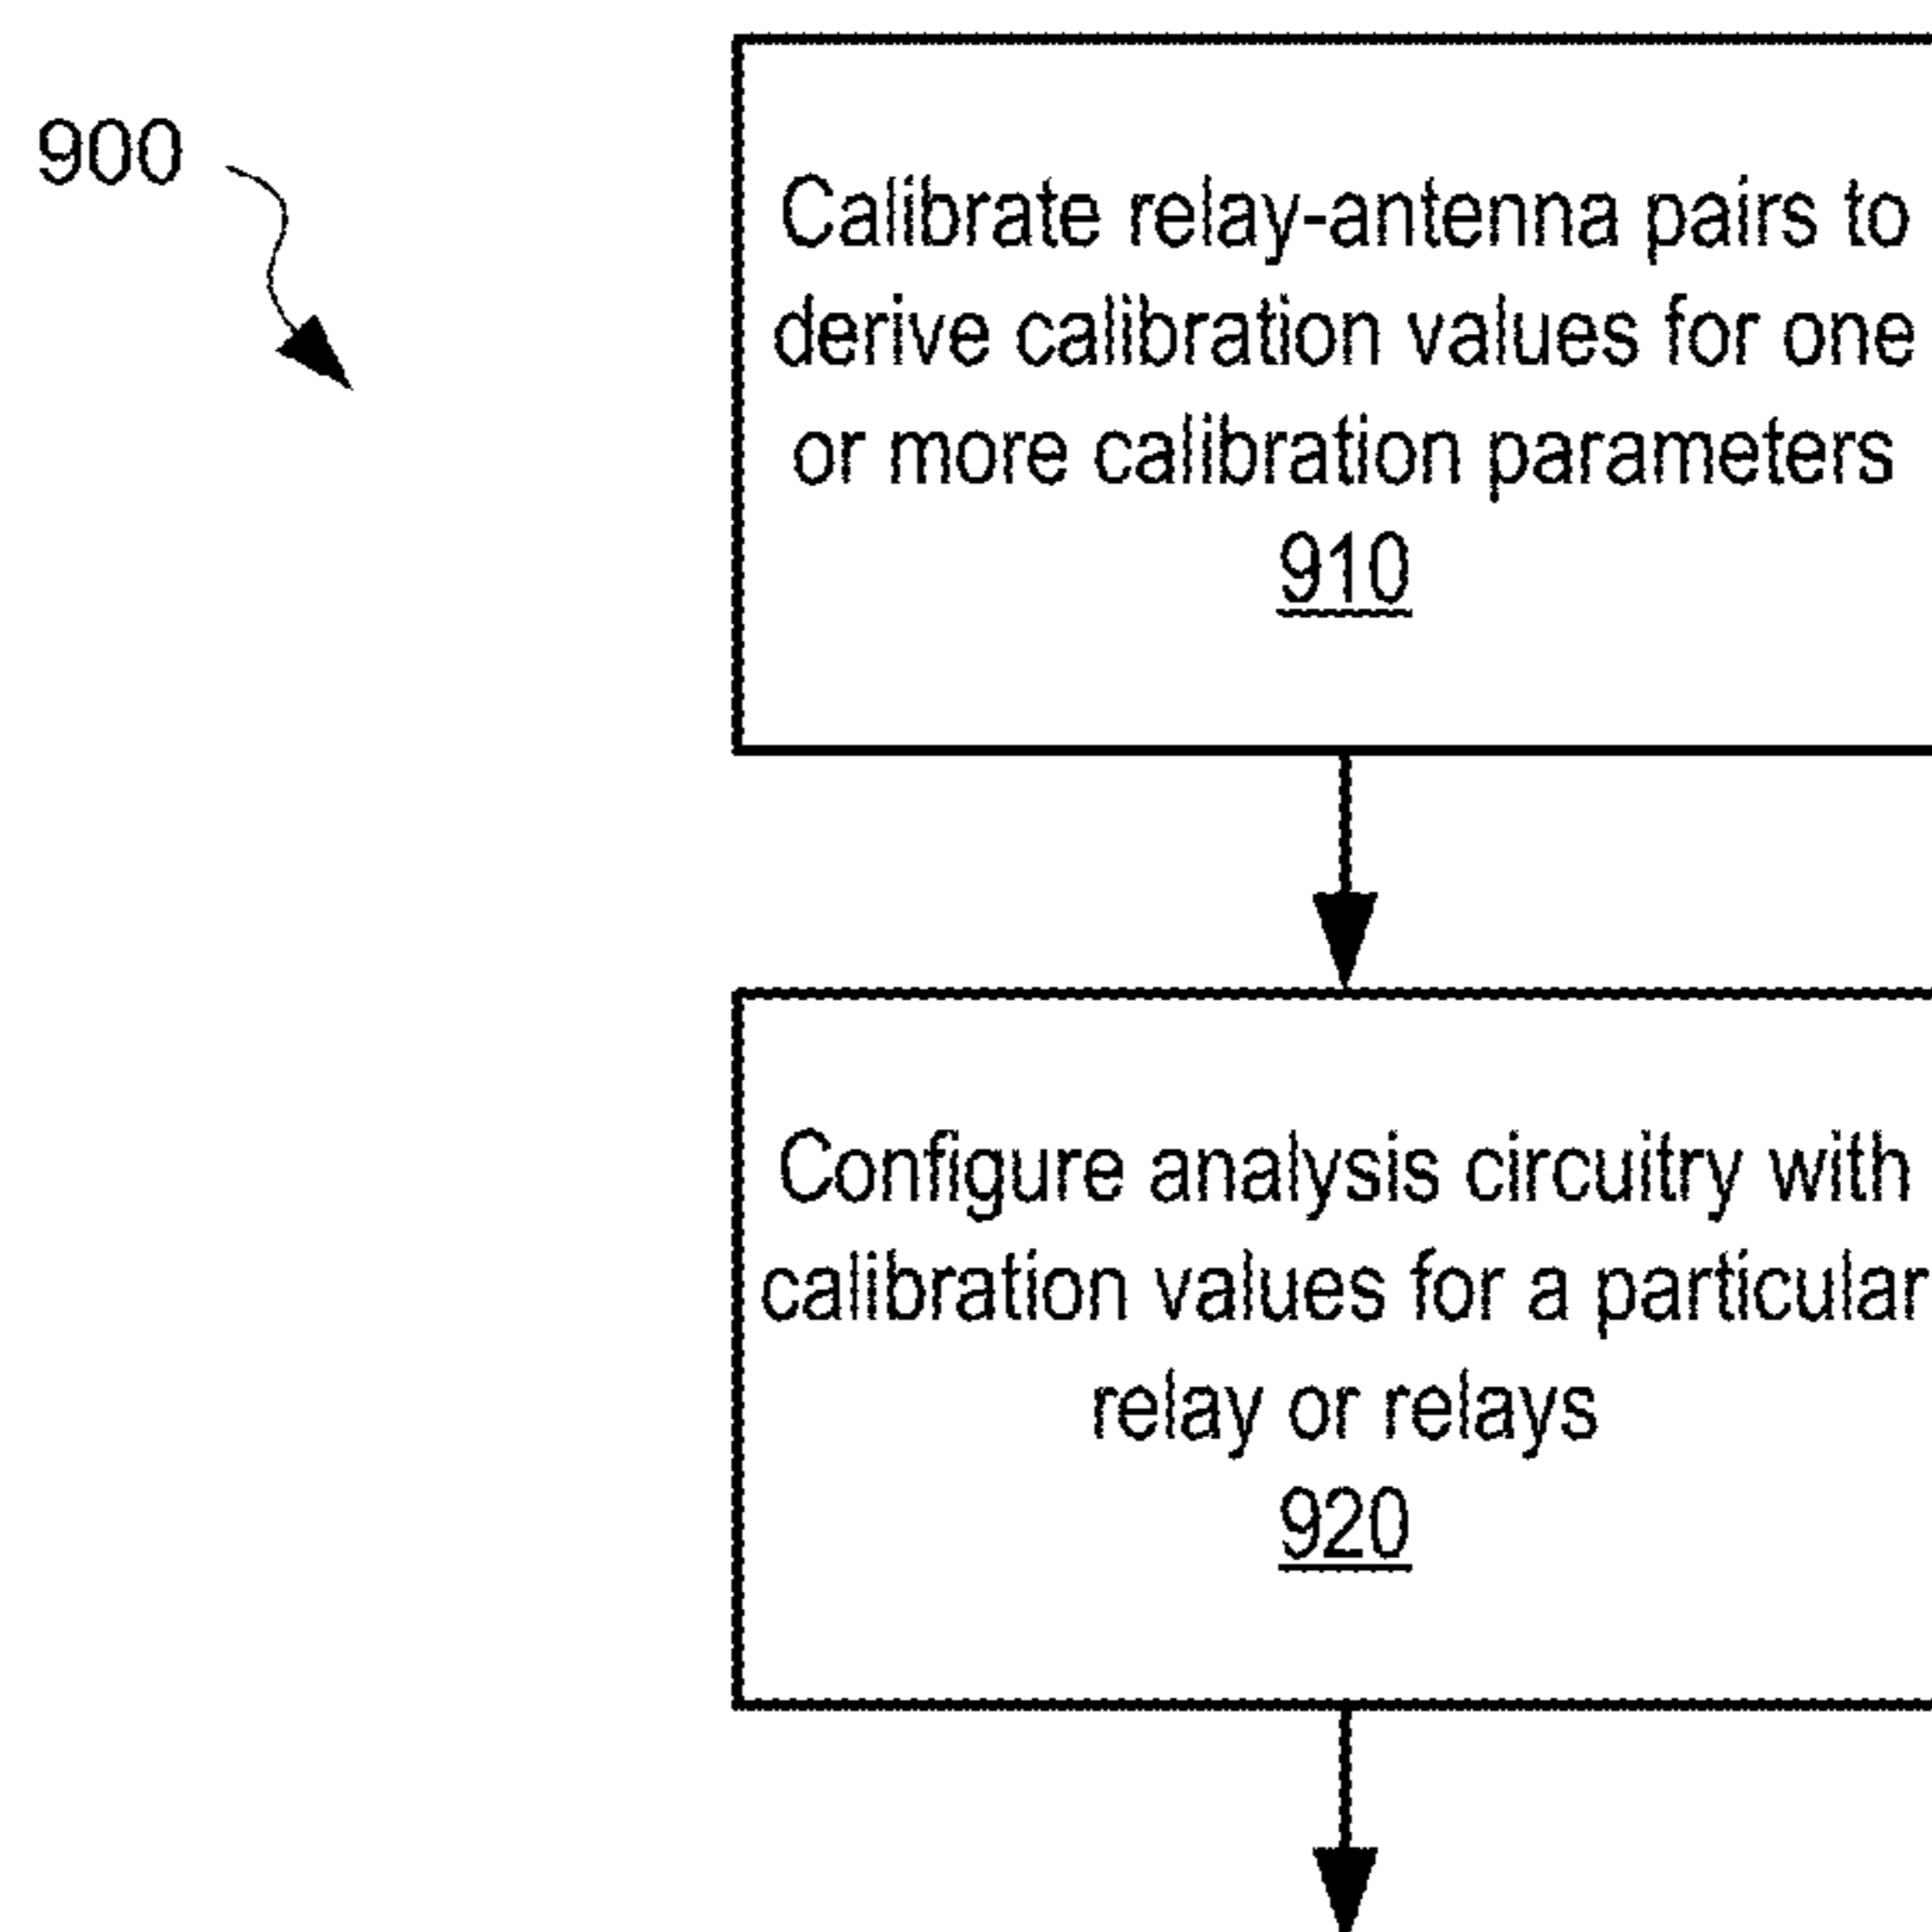 900
Calibrate relay-antenna pairs to
derive calibration values for one
or more calibration parameters
910
Configure analysis circuitry with
calibration values for a particular
relay or relays
920